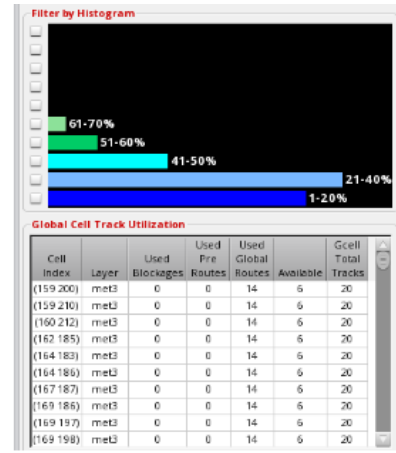 Filter by Histogram
61-70%
51-60%
41-50%
21-40%
1-20%
Global Cell Track Utilization
Cell Index Layer Used Blockages Used Pre Routes Used Global Routes Available Gcell Total Tracks
(159 200) met3 0 0 14 6 20
(159 210) met3 0 0 14 6 20
(160 212) met3 0 0 14 6 20
(162 185) met3 0 0 14 6 20
(164 183) met3 0 0 14 6 20
(164 186) met3 0 0 14 6 20
(167 187) met3 0 0 14 6 20
(169 186) met3 0 0 14 6 20
(169 197) met3 0 0 14 6 20
(169 198) met3 0 0 14 6 20